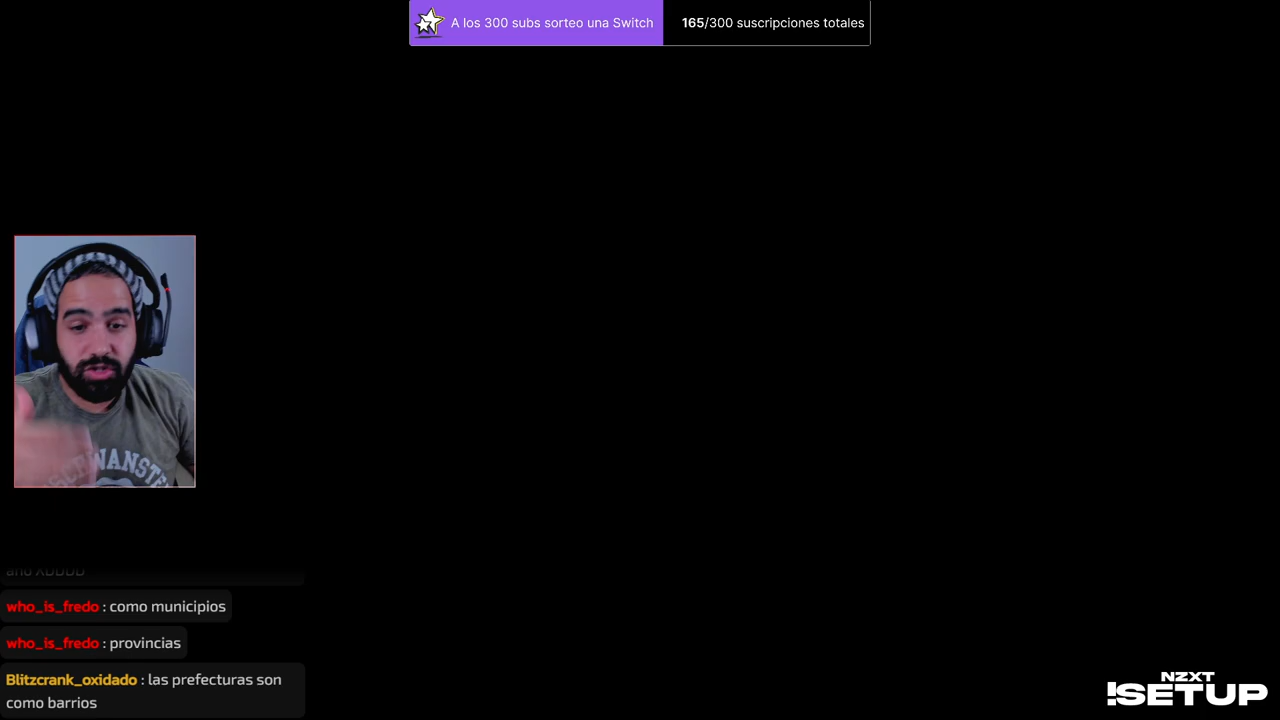 A los 300 subs sorteo una Switch
165/300 suscripciones totales
who_is_fredo : como municipios
who_is_fredo : provincias
Blitzcrank_oxidado : las prefecturas son
como barrios
NZXT
!SETUP